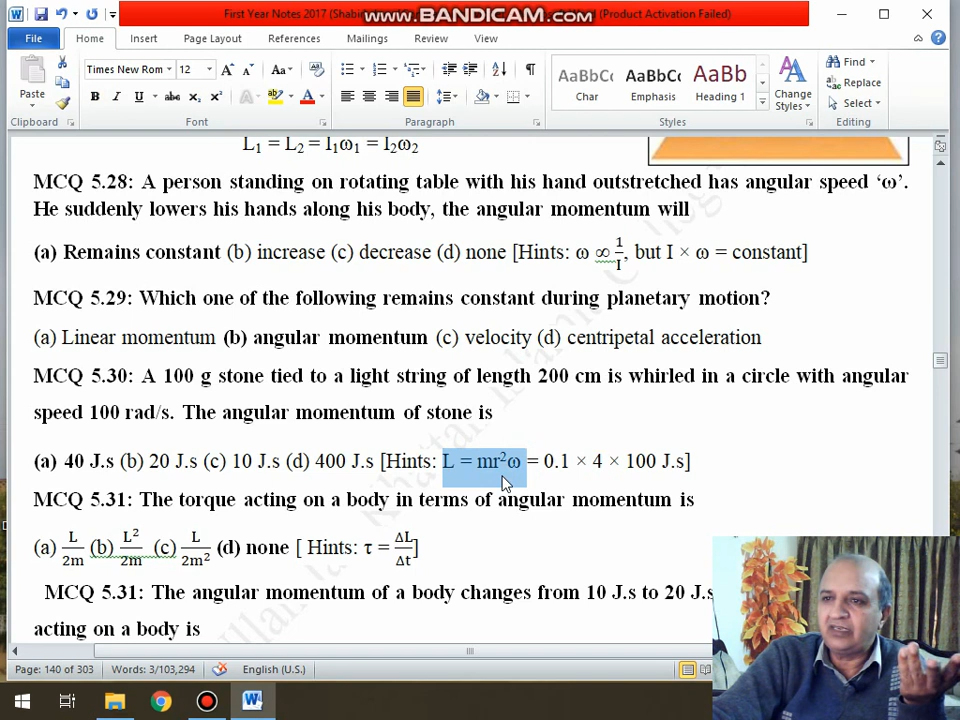 First Year Notes 2017 (Shabi
www.BANDICAM.com
(Product Activation Failed)
File Home Insert Page Layout References Mailings Review View
Paste
Times New Rom 12
Aa
B I U abc x₂ x²
AaBbCc AaBbCc AaBb
Char Emphasis Heading 1
Change Styles
Find
Replace
Select
Clipboard Font Paragraph Styles Editing
L₁ = L₂ = I₁ω₁ = I₂ω₂
MCQ 5.28: A person standing on rotating table with his hand outstretched has angular speed ‘ω’.
He suddenly lowers his hands along his body, the angular momentum will
(a) Remains constant (b) increase (c) decrease (d) none [Hints: ω ∞ 1/I, but I × ω = constant]
MCQ 5.29: Which one of the following remains constant during planetary motion?
(a) Linear momentum (b) angular momentum (c) velocity (d) centripetal acceleration
MCQ 5.30: A 100 g stone tied to a light string of length 200 cm is whirled in a circle with angular
speed 100 rad/s. The angular momentum of stone is
(a) 40 J.s (b) 20 J.s (c) 10 J.s (d) 400 J.s [Hints: L = mr²ω = 0.1 × 4 × 100 J.s]
MCQ 5.31: The torque acting on a body in terms of angular momentum is
(a) L/2m (b) L²/2m (c) L/2m² (d) none [ Hints: τ = ΔL/Δt]
MCQ 5.31: The angular momentum of a body changes from 10 J.s to 20 J.s
acting on a body is
Page: 140 of 303 Words: 3/103,294 English (U.S.)